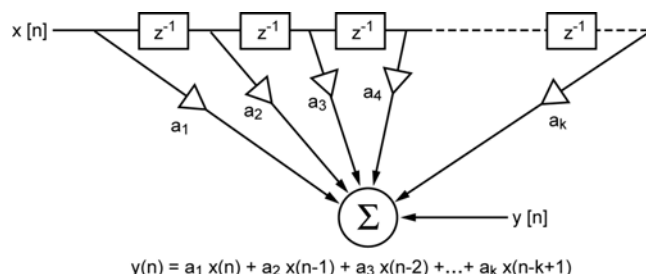 x [n] z⁻¹ z⁻¹ z⁻¹ z⁻¹
a₁ a₂ a₃ a₄ aₖ
Σ y [n]
y(n) = a₁ x(n) + a₂ x(n-1) + a₃ x(n-2) +...+ aₖ x(n-k+1)